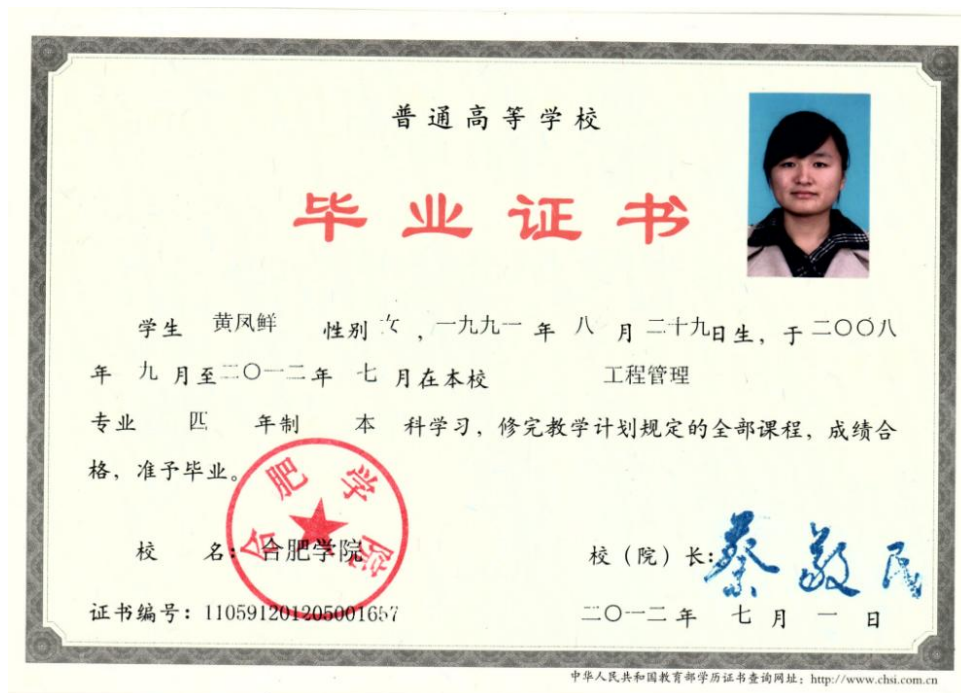 普通高等学校
毕业证书
学生 黄凤鲜 性别 女，一九九一 年 八 月 二十九日生，于二〇〇八
年 九 月至二〇一二年 七 月在本校 工程管理
专业 四 年制 本 科学习，修完教学计划规定的全部课程，成绩合
格，准予毕业。
合肥学院
校 名：合肥学院 校（院）长：蔡敬民
证书编号：110591201205001657 二〇一二年 七 月 一 日
中华人民共和国教育部学历证书查询网址：http://www.chsi.com.cn